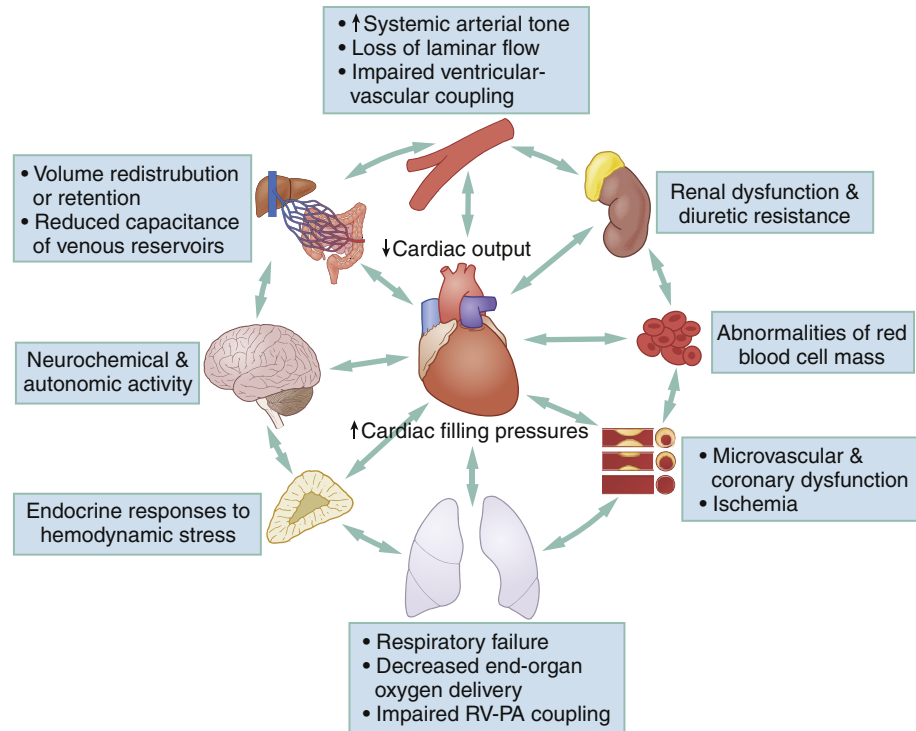 • ↑Systemic arterial tone
• Loss of laminar flow
• Impaired ventricular-
vascular coupling
• Volume redistrubution
or retention
• Reduced capacitance
of venous reservoirs
Renal dysfunction &
diuretic resistance
↓Cardiac output
Neurochemical &
autonomic activity
Abnormalities of red
blood cell mass
↑Cardiac filling pressures
• Microvascular &
coronary dysfunction
• Ischemia
Endocrine responses to
hemodynamic stress
• Respiratory failure
• Decreased end-organ
oxygen delivery
• Impaired RV-PA coupling